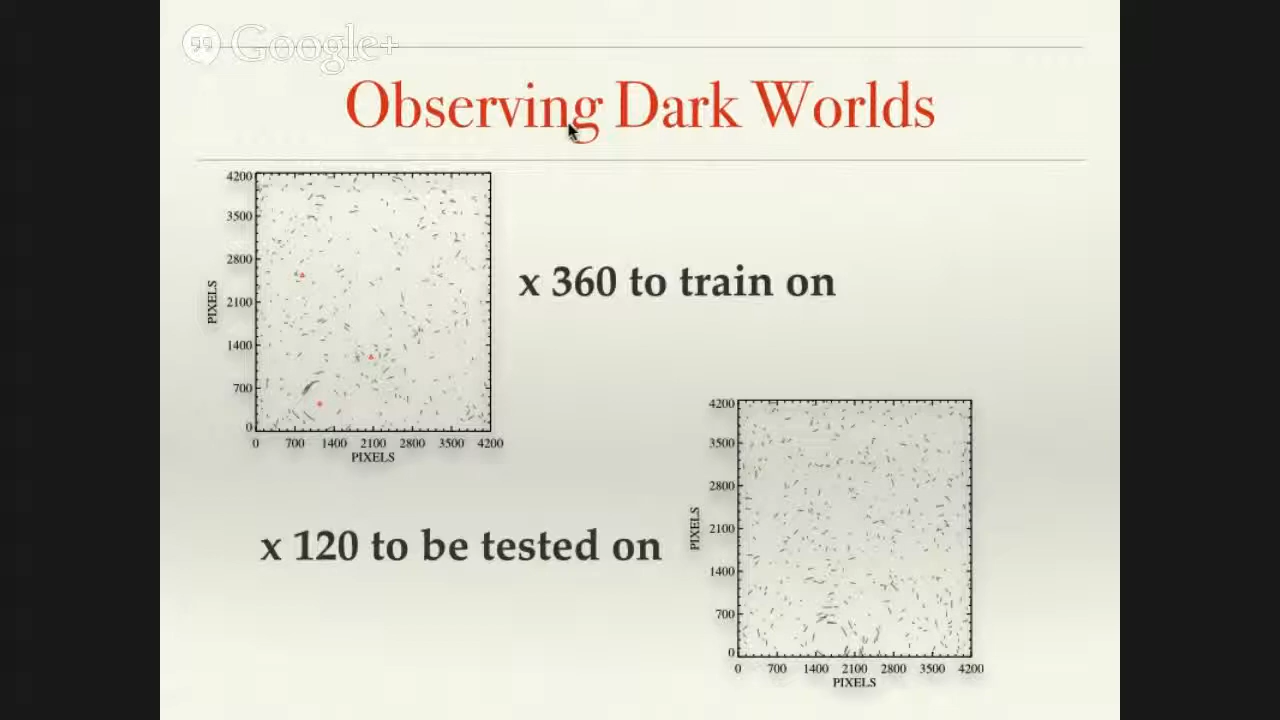 Google+
Observing Dark Worlds
4200
3500
2800
2100
1400
700
0
PIXELS
0 700 1400 2100 2800 3500 4200
PIXELS
x 360 to train on
x 120 to be tested on
4200
3500
2800
2100
1400
700
0
PIXELS
0 700 1400 2100 2800 3500 4200
PIXELS